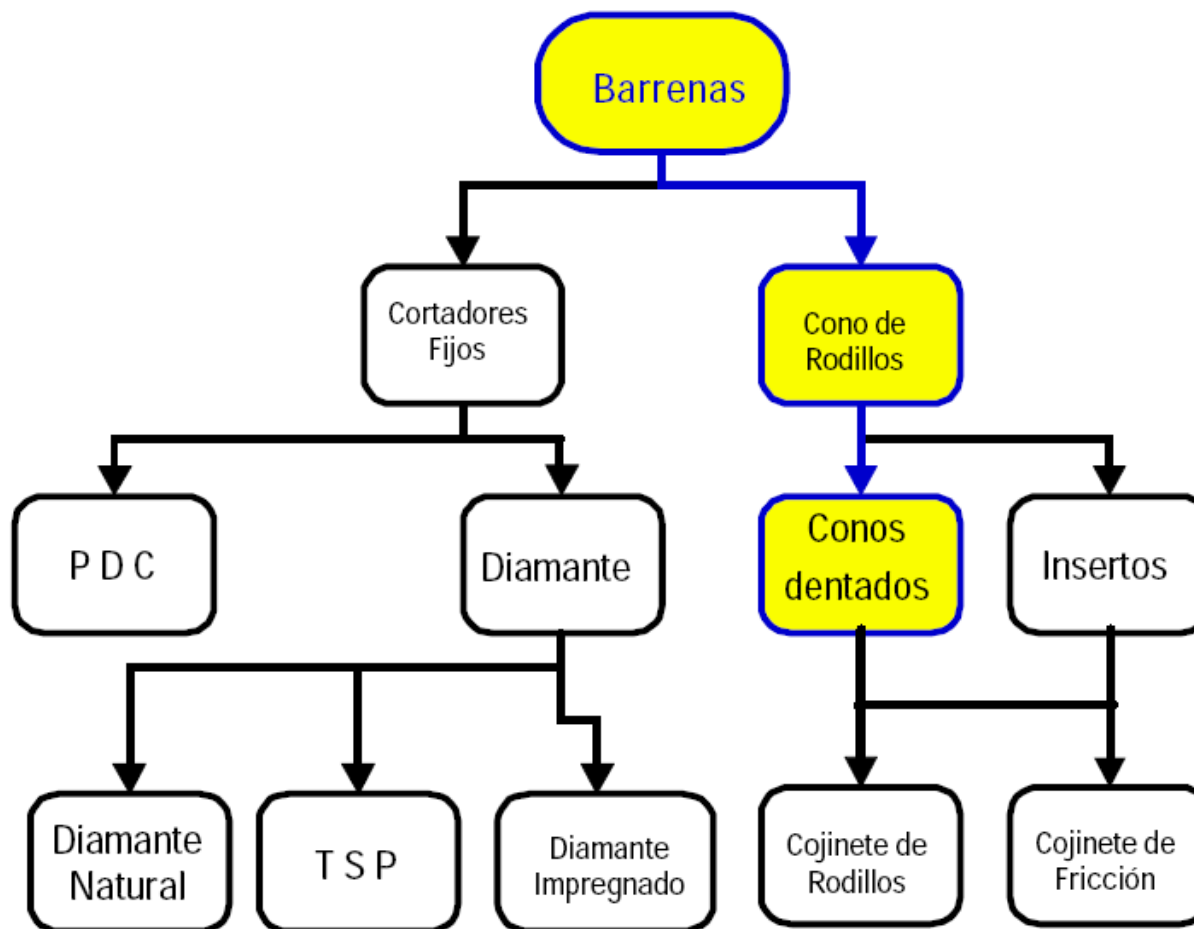 Barrenas
Cortadores
Fijos
Cono de
Rodillos
P D C
Diamante
Conos
dentados
Insertos
Diamante
Natural
T S P
Diamante
Impregnado
Cojinete de
Rodillos
Cojinete de
Fricción